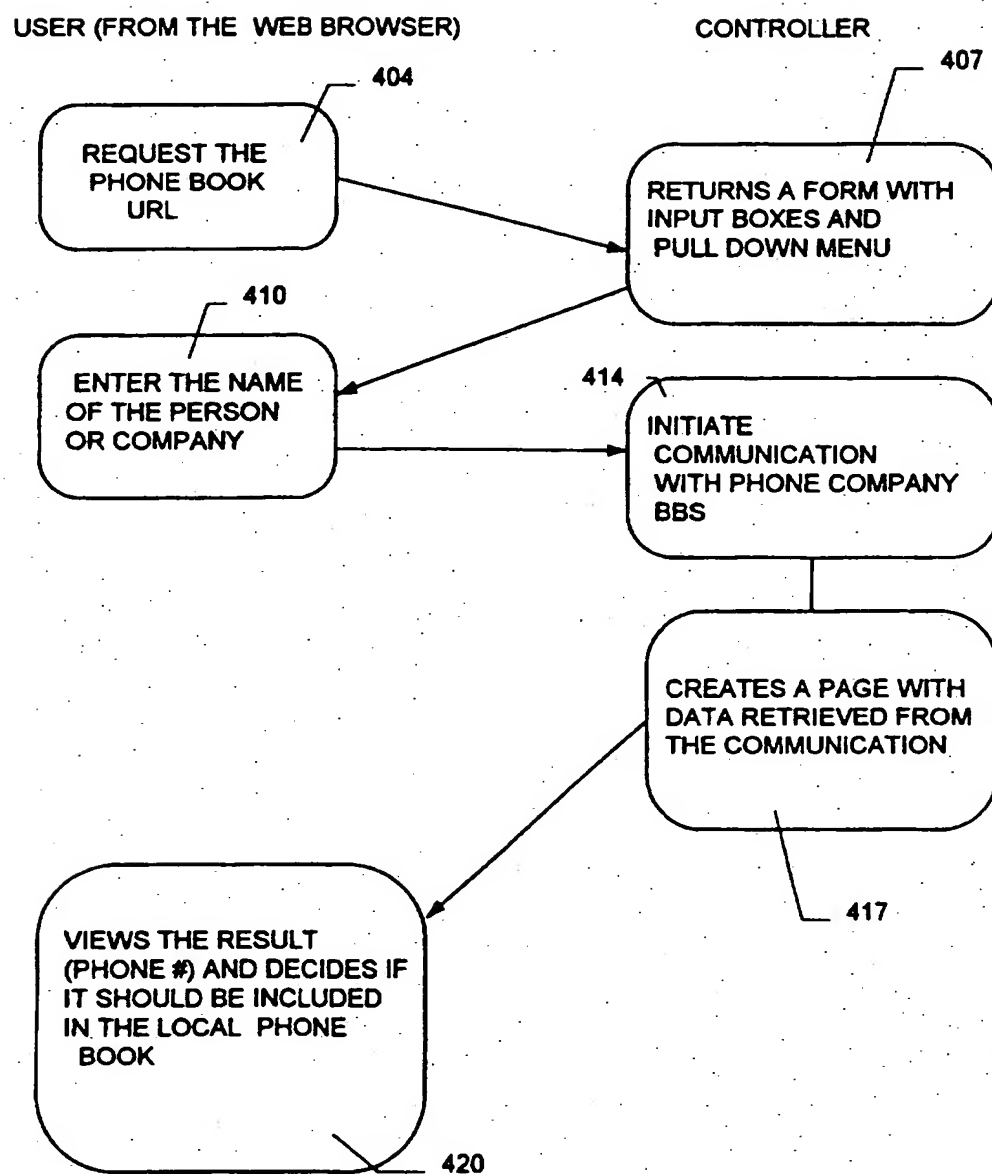 USER (FROM THE WEB BROWSER)
CONTROLLER
404
407
REQUEST THE
PHONE BOOK
URL
RETURNS A FORM WITH
INPUT BOXES AND
PULL DOWN MENU
410
ENTER THE NAME
OF THE PERSON
OR COMPANY
414
INITIATE
COMMUNICATION
WITH PHONE COMPANY
BBS
CREATES A PAGE WITH
DATA RETRIEVED FROM
THE COMMUNICATION
417
VIEWS THE RESULT
(PHONE #) AND DECIDES IF
IT SHOULD BE INCLUDED
IN THE LOCAL PHONE
BOOK
420